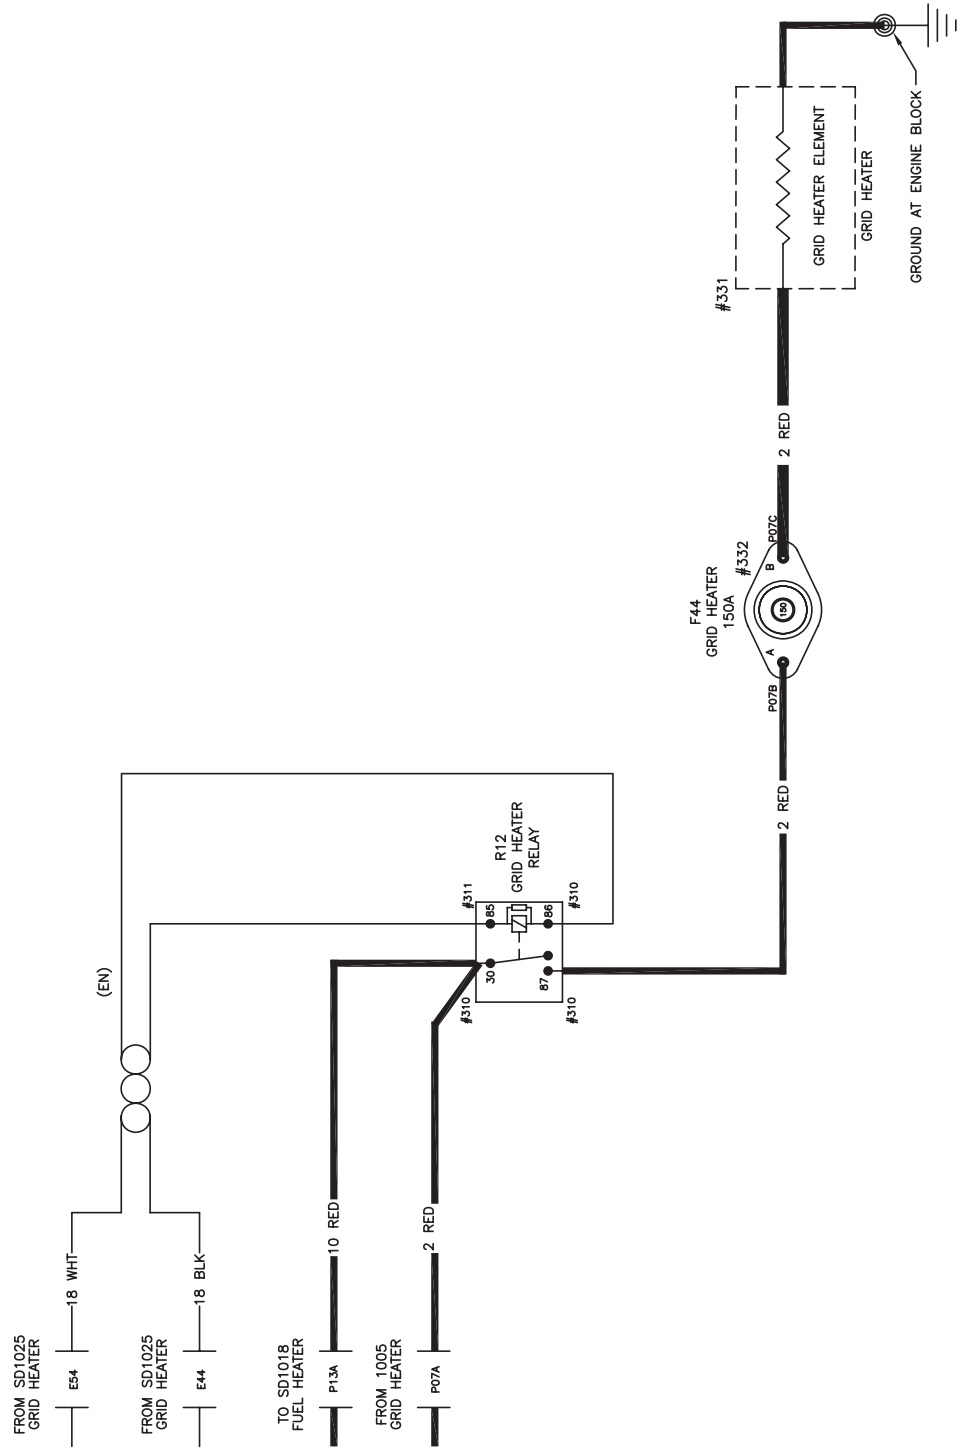 FROM SD1025
GRID HEATER
E54
18 WHT
FROM SD1025
GRID HEATER
E44
18 BLK
(EN)
TO SD1018
FUEL HEATER
P13A
10 RED
FROM 1005
GRID HEATER
P07A
2 RED
#310
#311
30
85
R12
GRID HEATER
RELAY
87
86
#310
#310
2 RED
F44
GRID HEATER
150A
#332
P07B
A
150
B
P07C
2 RED
#331
GRID HEATER ELEMENT
GRID HEATER
GROUND AT ENGINE BLOCK